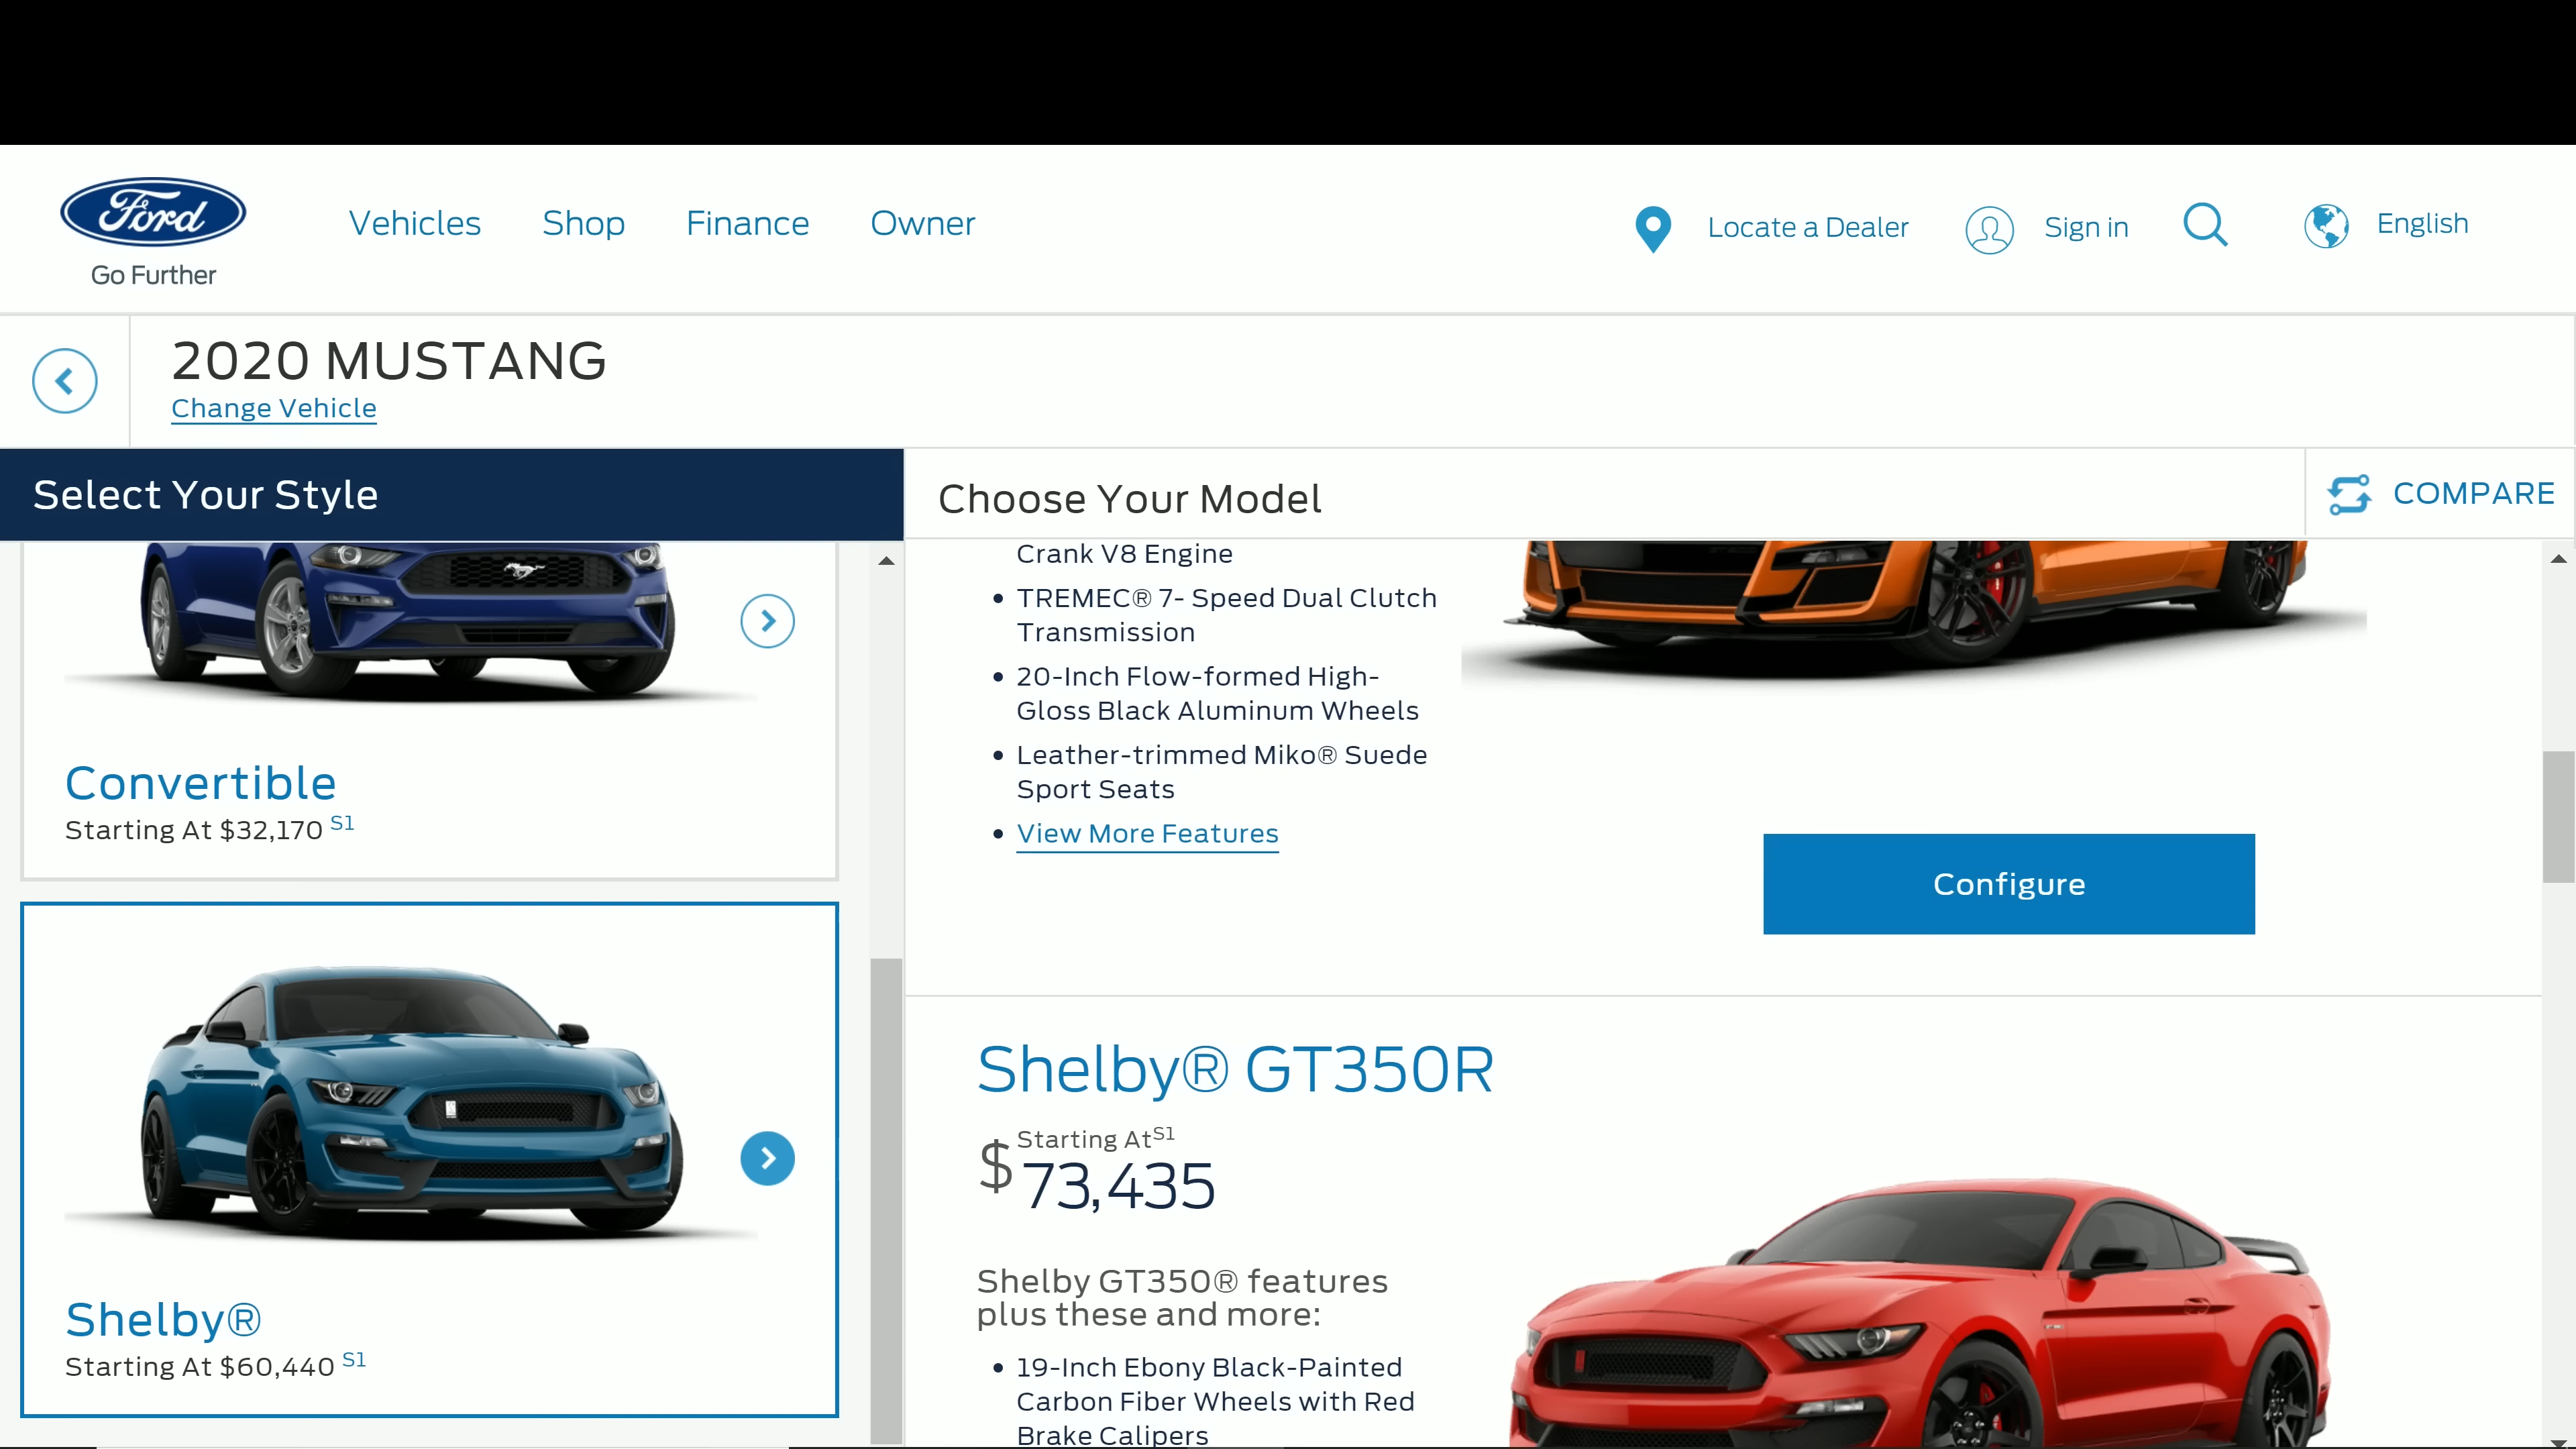 Ford
Go Further
Vehicles
Shop
Finance
Owner
Locate a Dealer
Sign in
English
2020 MUSTANG
Change Vehicle
Select Your Style
Convertible
Starting At $32,170 S1
Shelby®
Starting At $60,440 S1
Choose Your Model
COMPARE
Crank V8 Engine
• TREMEC® 7- Speed Dual Clutch
Transmission
• 20-Inch Flow-formed High-
Gloss Black Aluminum Wheels
• Leather-trimmed Miko® Suede
Sport Seats
• View More Features
Configure
Shelby® GT350R
Starting At S1
$73,435
Shelby GT350® features
plus these and more:
• 19-Inch Ebony Black-Painted
Carbon Fiber Wheels with Red
Brake Calipers